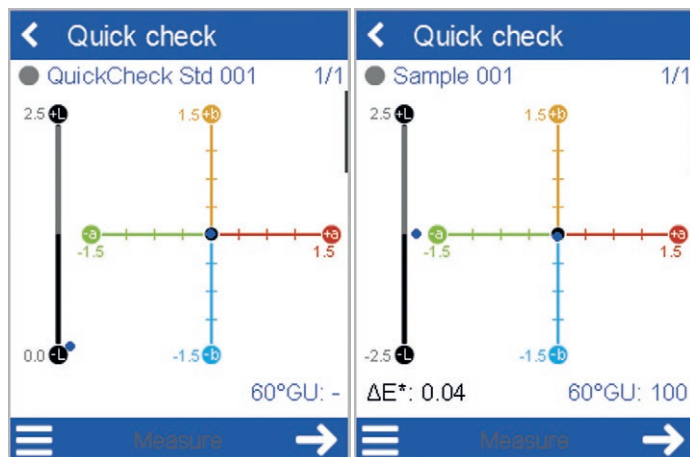 Quick check
QuickCheck Std 001 1/1
2.5 +L 1.5 +b
-a +a
-1.5 1.5
0.0 -L -1.5 -b
60°GU: -
Measure
Quick check
Sample 001 1/1
2.5 +L 1.5 +b
-a +a
-1.5 1.5
-2.5 -L -1.5 -b
ΔE*: 0.04 60°GU: 100
Measure